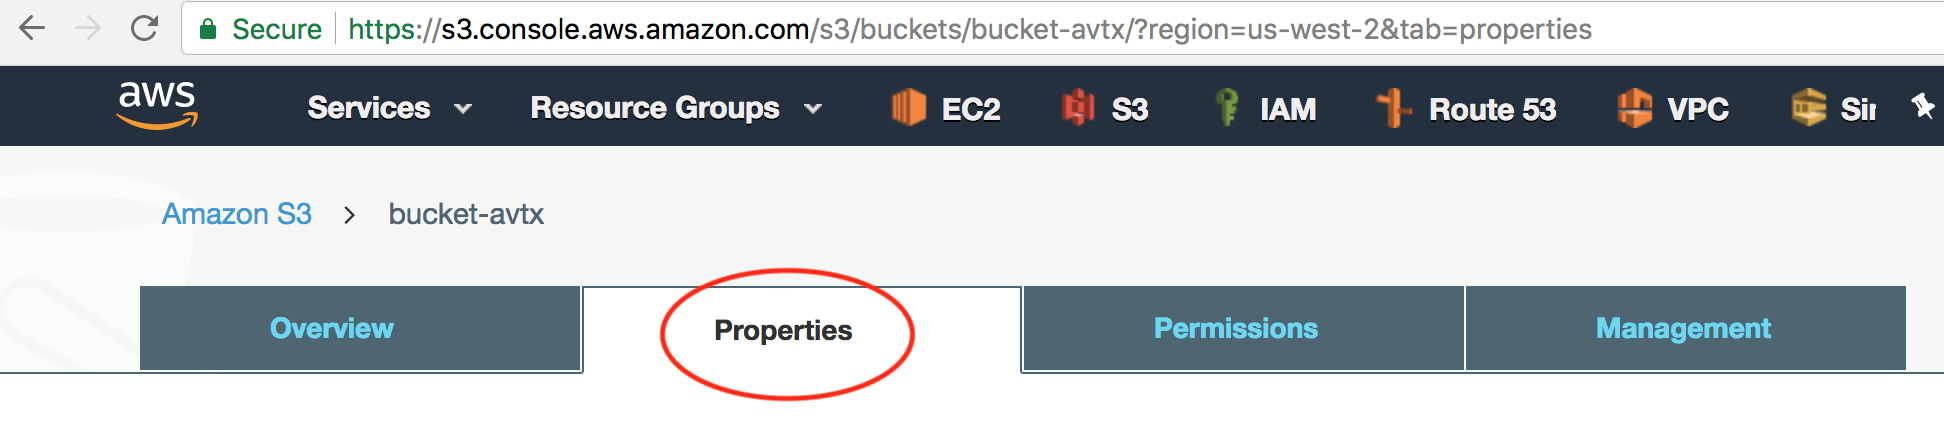 Secure https://s3.console.aws.amazon.com/s3/buckets/bucket-avtx/?region=us-west-2&tab=properties
aws Services Resource Groups EC2 S3 IAM Route 53 VPC
Amazon S3 > bucket-avtx
Overview Properties Permissions Management